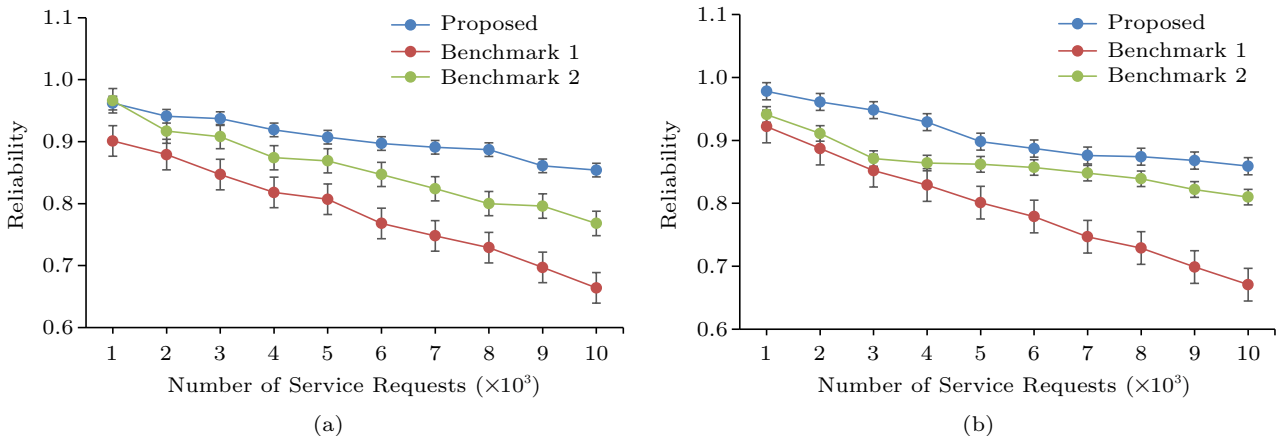 1.1
1.0
0.9
0.8
0.7
0.6
Reliability
Proposed
Benchmark 1
Benchmark 2
1 2 3 4 5 6 7 8 9 10
Number of Service Requests (×10³)
(a)
1.1
1.0
0.9
0.8
0.7
0.6
Reliability
Proposed
Benchmark 1
Benchmark 2
1 2 3 4 5 6 7 8 9 10
Number of Service Requests (×10³)
(b)